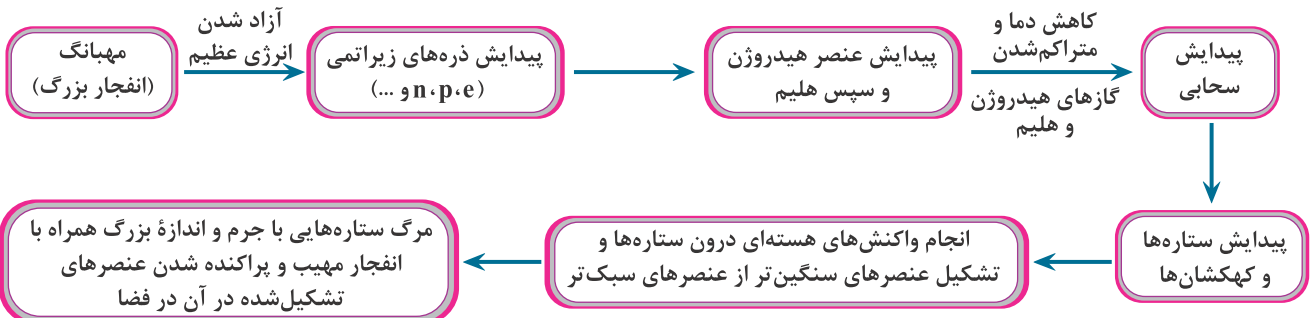 مهبانگ
(انفجار بزرگ)
آزاد شدن
انرژی عظیم
پیدایش ذره‌های زیراتمی
(n،p،e و ...)
پیدایش عنصر هیدروژن
و سپس هلیم
کاهش دما و
متراکم‌شدن
گازهای هیدروژن
و هلیم
پیدایش
سحابی
پیدایش ستاره‌ها
و کهکشان‌ها
انجام واکنش‌های هسته‌ای درون ستاره‌ها و
تشکیل عنصرهای سنگین‌تر از عنصرهای سبک‌تر
مرگ ستاره‌هایی با جرم و اندازهٔ بزرگ همراه با
انفجار مهیب و پراکنده شدن عنصرهای
تشکیل‌شده در آن در فضا